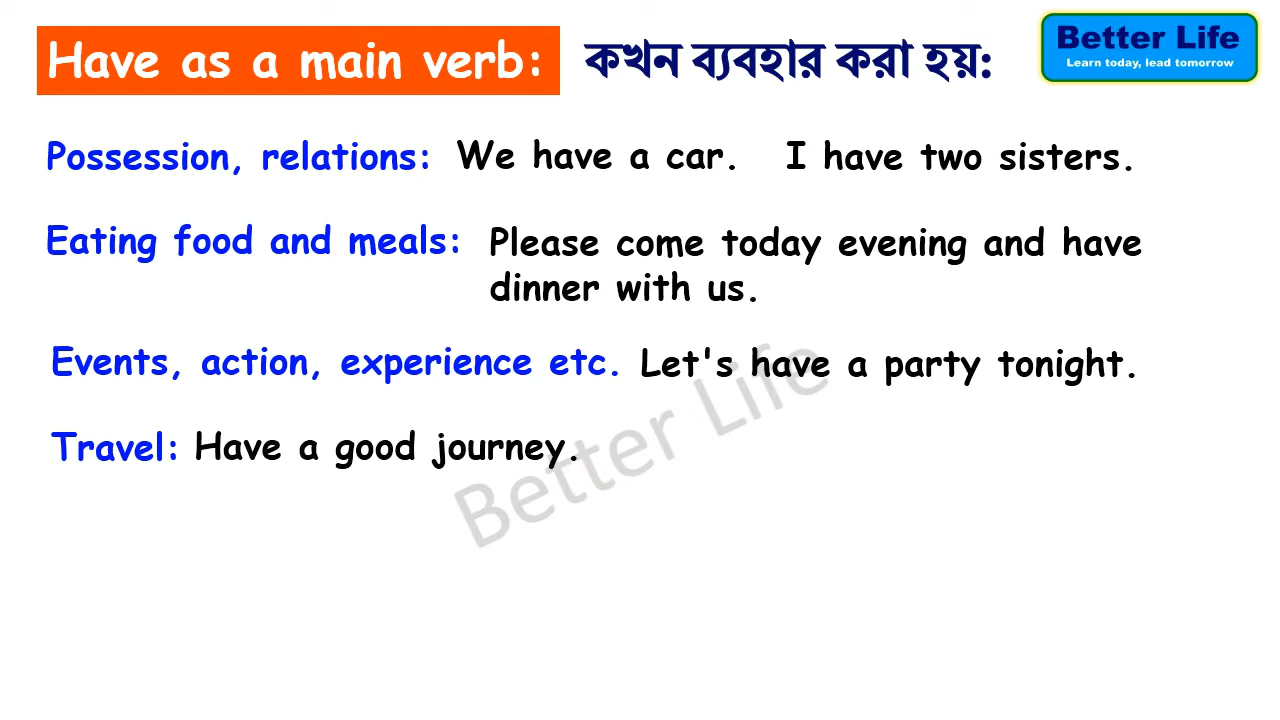 Have as a main verb: কখন ব্যবহার করা হয়:
Better Life
Learn today, lead tomorrow
Possession, relations: We have a car. I have two sisters.
Eating food and meals: Please come today evening and have
dinner with us.
Events, action, experience etc. Let's have a party tonight.
Travel: Have a good journey.
Better Life